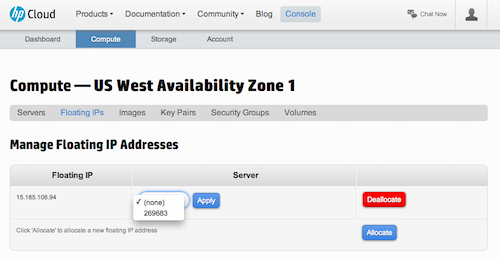 hp Cloud Products Documentation Community Blog Console Chat Now
Dashboard Compute Storage Account
Compute — US West Availability Zone 1
Servers Floating IPs Images Key Pairs Security Groups Volumes
Manage Floating IP Addresses
Floating IP Server
15.185.106.94 ✓ (none) Apply Deallocate
269683
Click 'Allocate' to allocate a new floating IP address Allocate